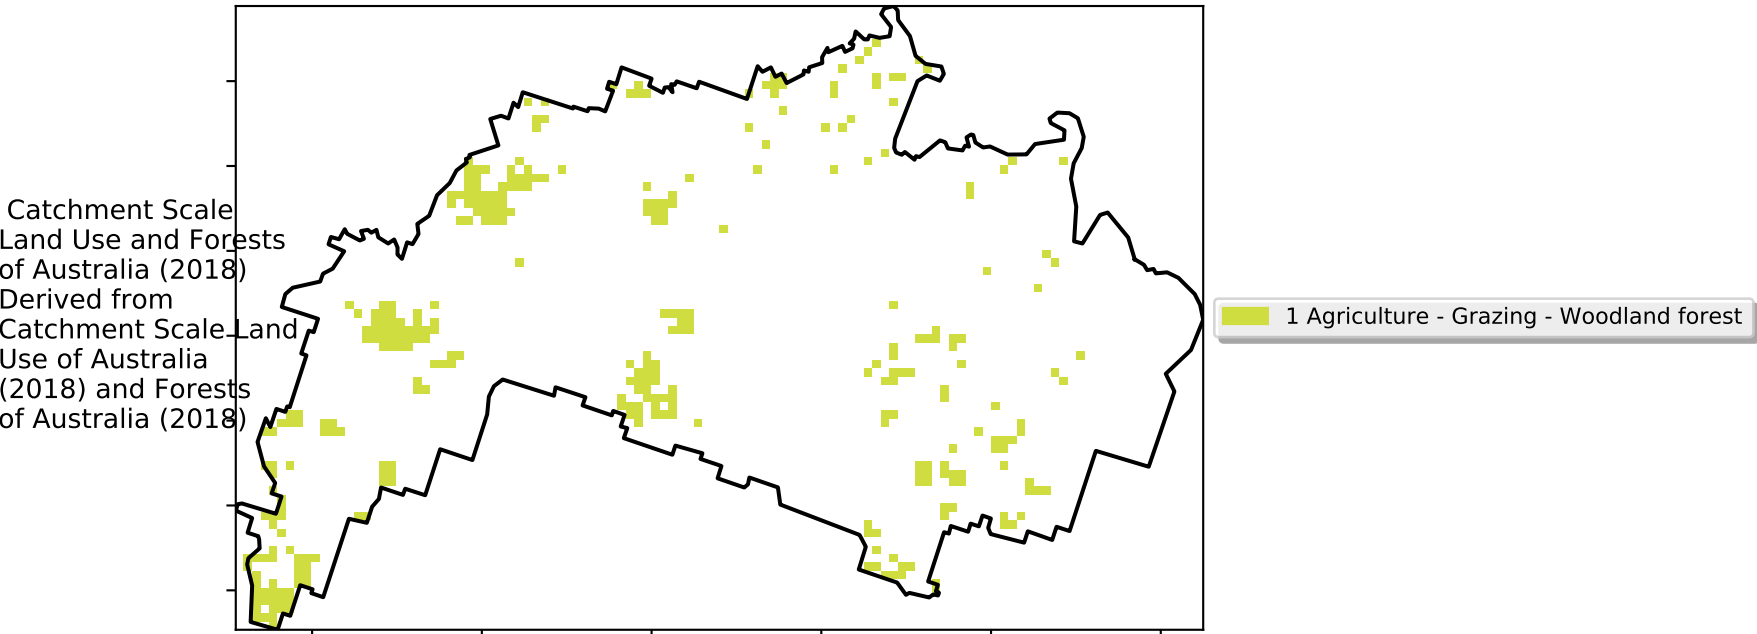 Catchment Scale
Land Use and Forests
of Australia (2018)
Derived from
Catchment Scale Land
Use of Australia
(2018) and Forests
of Australia (2018)
1 Agriculture - Grazing - Woodland forest